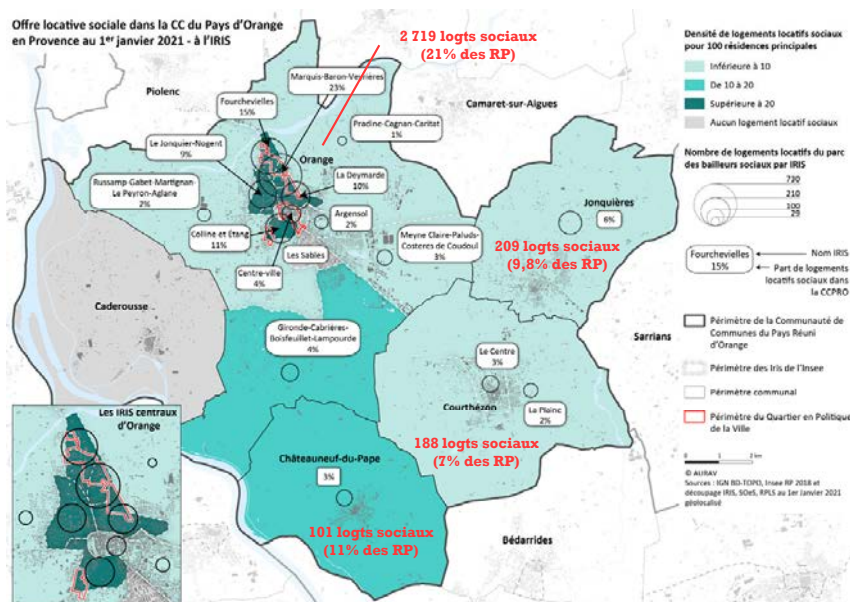 Offre locative sociale dans la CC du Pays d'Orange
en Provence au 1er janvier 2021 - à l'IRIS
2 719 logts sociaux
(21% des RP)
Piolenc
Marquis-Baron-Verrières
23%
Fourchevielles
15%
Camaret-sur-Aigues
Pradine-Cagnan-Caritat
1%
Le Jonquier-Nogent
9%
Orange
La Deymarde
10%
Russamp-Gabet-Martignan-
Le Peyron-Aglane
2%
Argensol
2%
Jonquières
6%
Colline et Etang
11%
Meyne Claire-Paluds-
Costeres de Coudoul
3%
209 logts sociaux
(9,8% des RP)
Les Sables
Centre-ville
4%
Caderousse
Gironde-Cabrières-
Boisfeuillet-Lampourde
4%
Sarrians
Le Centre
3%
La Plaine
2%
Courthézon
188 logts sociaux
(7% des RP)
Châteauneuf-du-Pape
3%
101 logts sociaux
(11% des RP)
Bédarrides
Les IRIS centraux
d'Orange
Densité de logements locatifs sociaux
pour 100 résidences principales
Inférieure à 10
De 10 à 20
Supérieure à 20
Aucun logement locatif sociaux
Nombre de logements locatifs du parc
des bailleurs sociaux par IRIS
730
210
100
29
Fourchevielles
15%
Nom IRIS
Part de logements
locatifs sociaux dans
la CCPRO
Périmètre de la Communauté de
Communes du Pays Réuni
d'Orange
Périmètre des Iris de l'Insee
Périmètre communal
Périmètre du Quartier en Politique
de la Ville
0 1 2 km
© AURAV
Sources : IGN BD-TOPO, Insee RP 2018 et
découpage IRIS, SOeS, RPLS au 1er Janvier 2021
géolocalisé